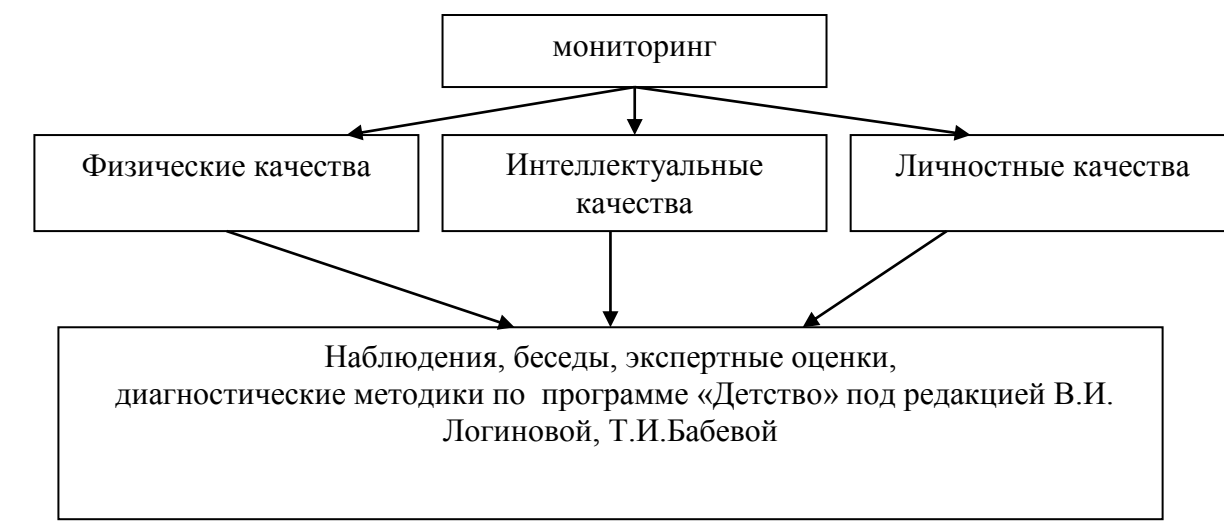 мониторинг
Физические качества
Интеллектуальные
качества
Личностные качества
Наблюдения, беседы, экспертные оценки,
диагностические методики по программе «Детство» под редакцией В.И.
Логиновой, Т.И.Бабевой